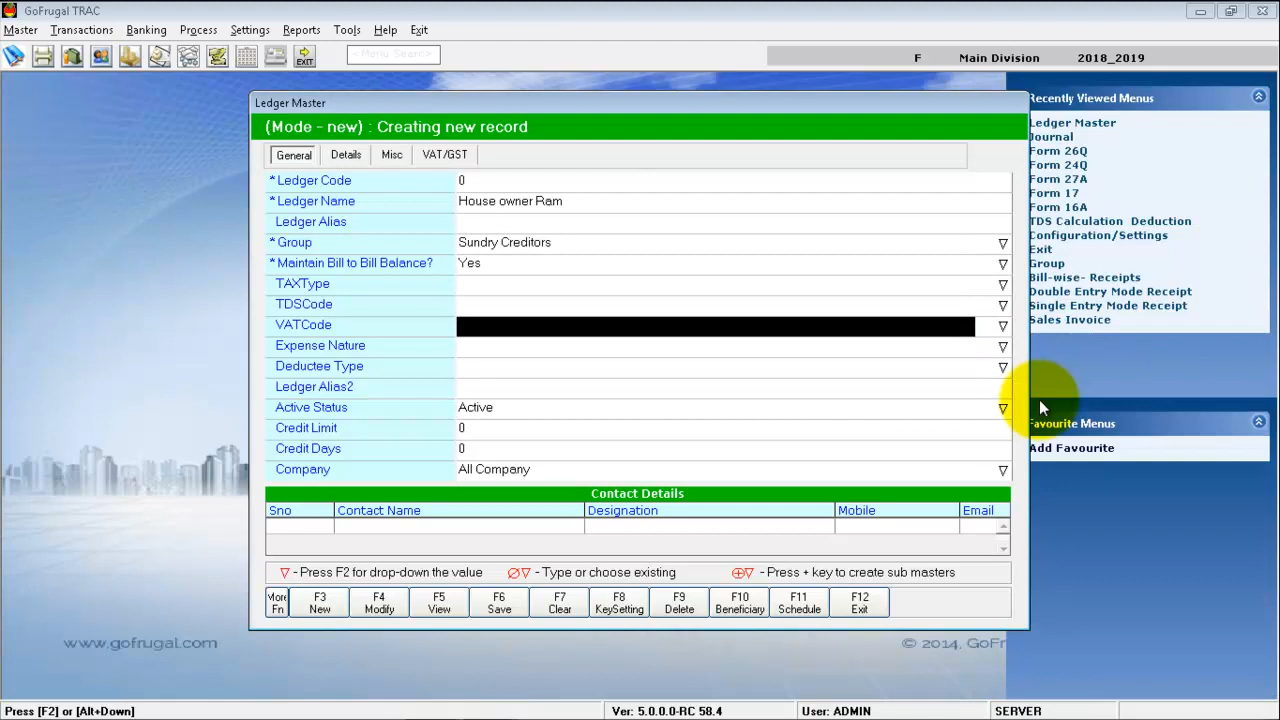 GoFrugal TRAC
Master Transactions Banking Process Settings Reports Tools Help Exit
EXIT < Menu Search> F Main Division 2018_2019
Ledger Master
(Mode - new) : Creating new record
General Details Misc VAT/GST
* Ledger Code 0
* Ledger Name House owner Ram
Ledger Alias
* Group Sundry Creditors
* Maintain Bill to Bill Balance? Yes
TAXType
TDSCode
VATCode
Expense Nature
Deductee Type
Ledger Alias2
Active Status Active
Credit Limit 0
Credit Days 0
Company All Company
Contact Details
Sno Contact Name Designation Mobile Email
- Press F2 for drop-down the value - Type or choose existing - Press + key to create sub masters
More Fn F3 New F4 Modify F5 View F6 Save F7 Clear F8 KeySetting F9 Delete F10 Beneficiary F11 Schedule F12 Exit
Recently Viewed Menus
Ledger Master
Journal
Form 26Q
Form 24Q
Form 27A
Form 17
Form 16A
TDS Calculation Deduction
Configuration/Settings
Exit
Group
Bill-wise- Receipts
Double Entry Mode Receipt
Single Entry Mode Receipt
Sales Invoice
Favourite Menus
Add Favourite
www.gofrugal.com © 2014, GoFr
Press [F2] or [Alt+Down] Ver: 5.0.0.0-RC 58.4 User: ADMIN SERVER